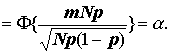 = Φ{ mNp / √Np(1 − p) } = α.